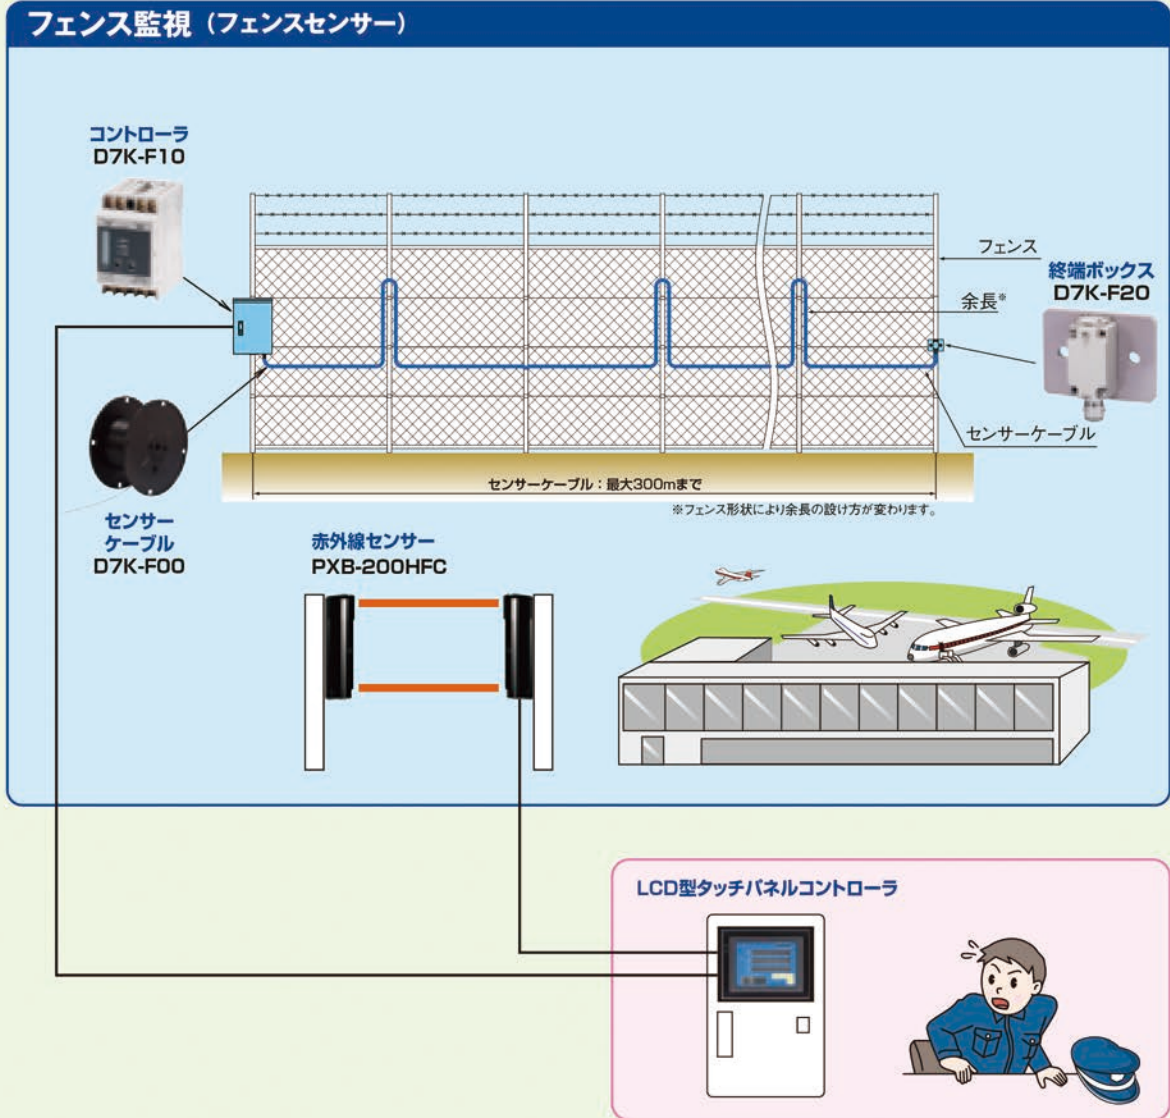 フェンス監視（フェンスセンサー）
コントローラ
D7K-F10
フェンス
終端ボックス
D7K-F20
余長※
センサーケーブル
センサーケーブル：最大300mまで
※フェンス形状により余長の設け方が変わります。
センサー
ケーブル
D7K-F00
赤外線センサー
PXB-200HFC
LCD型タッチパネルコントローラ